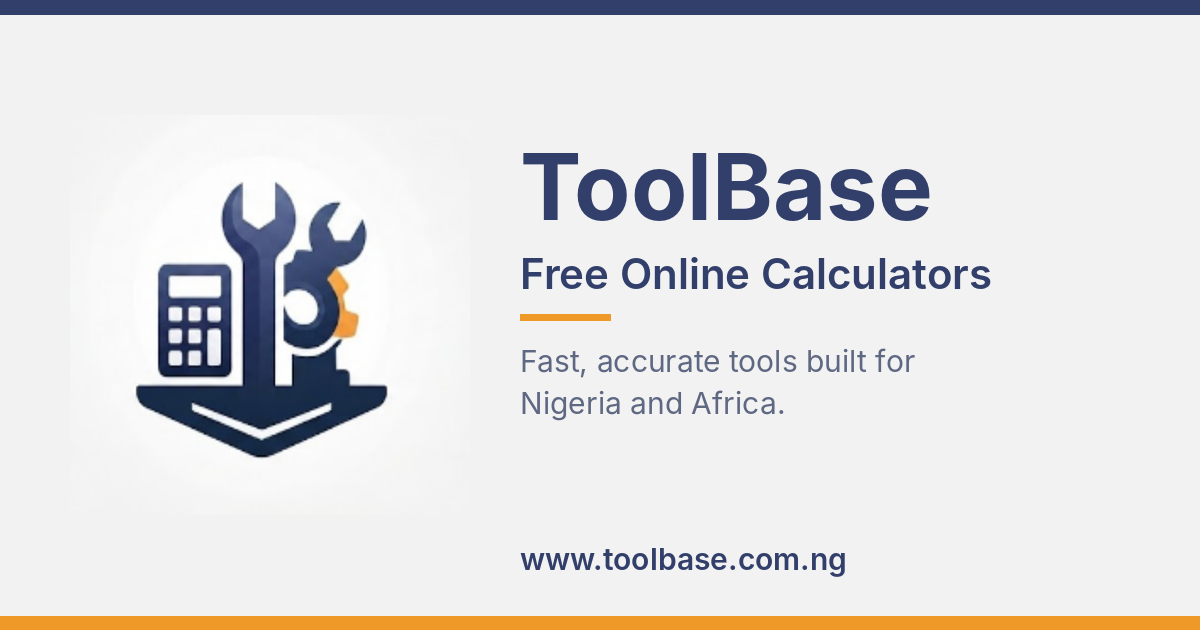 ToolBase
Free Online Calculators
Fast, accurate tools built for
Nigeria and Africa.
www.toolbase.com.ng